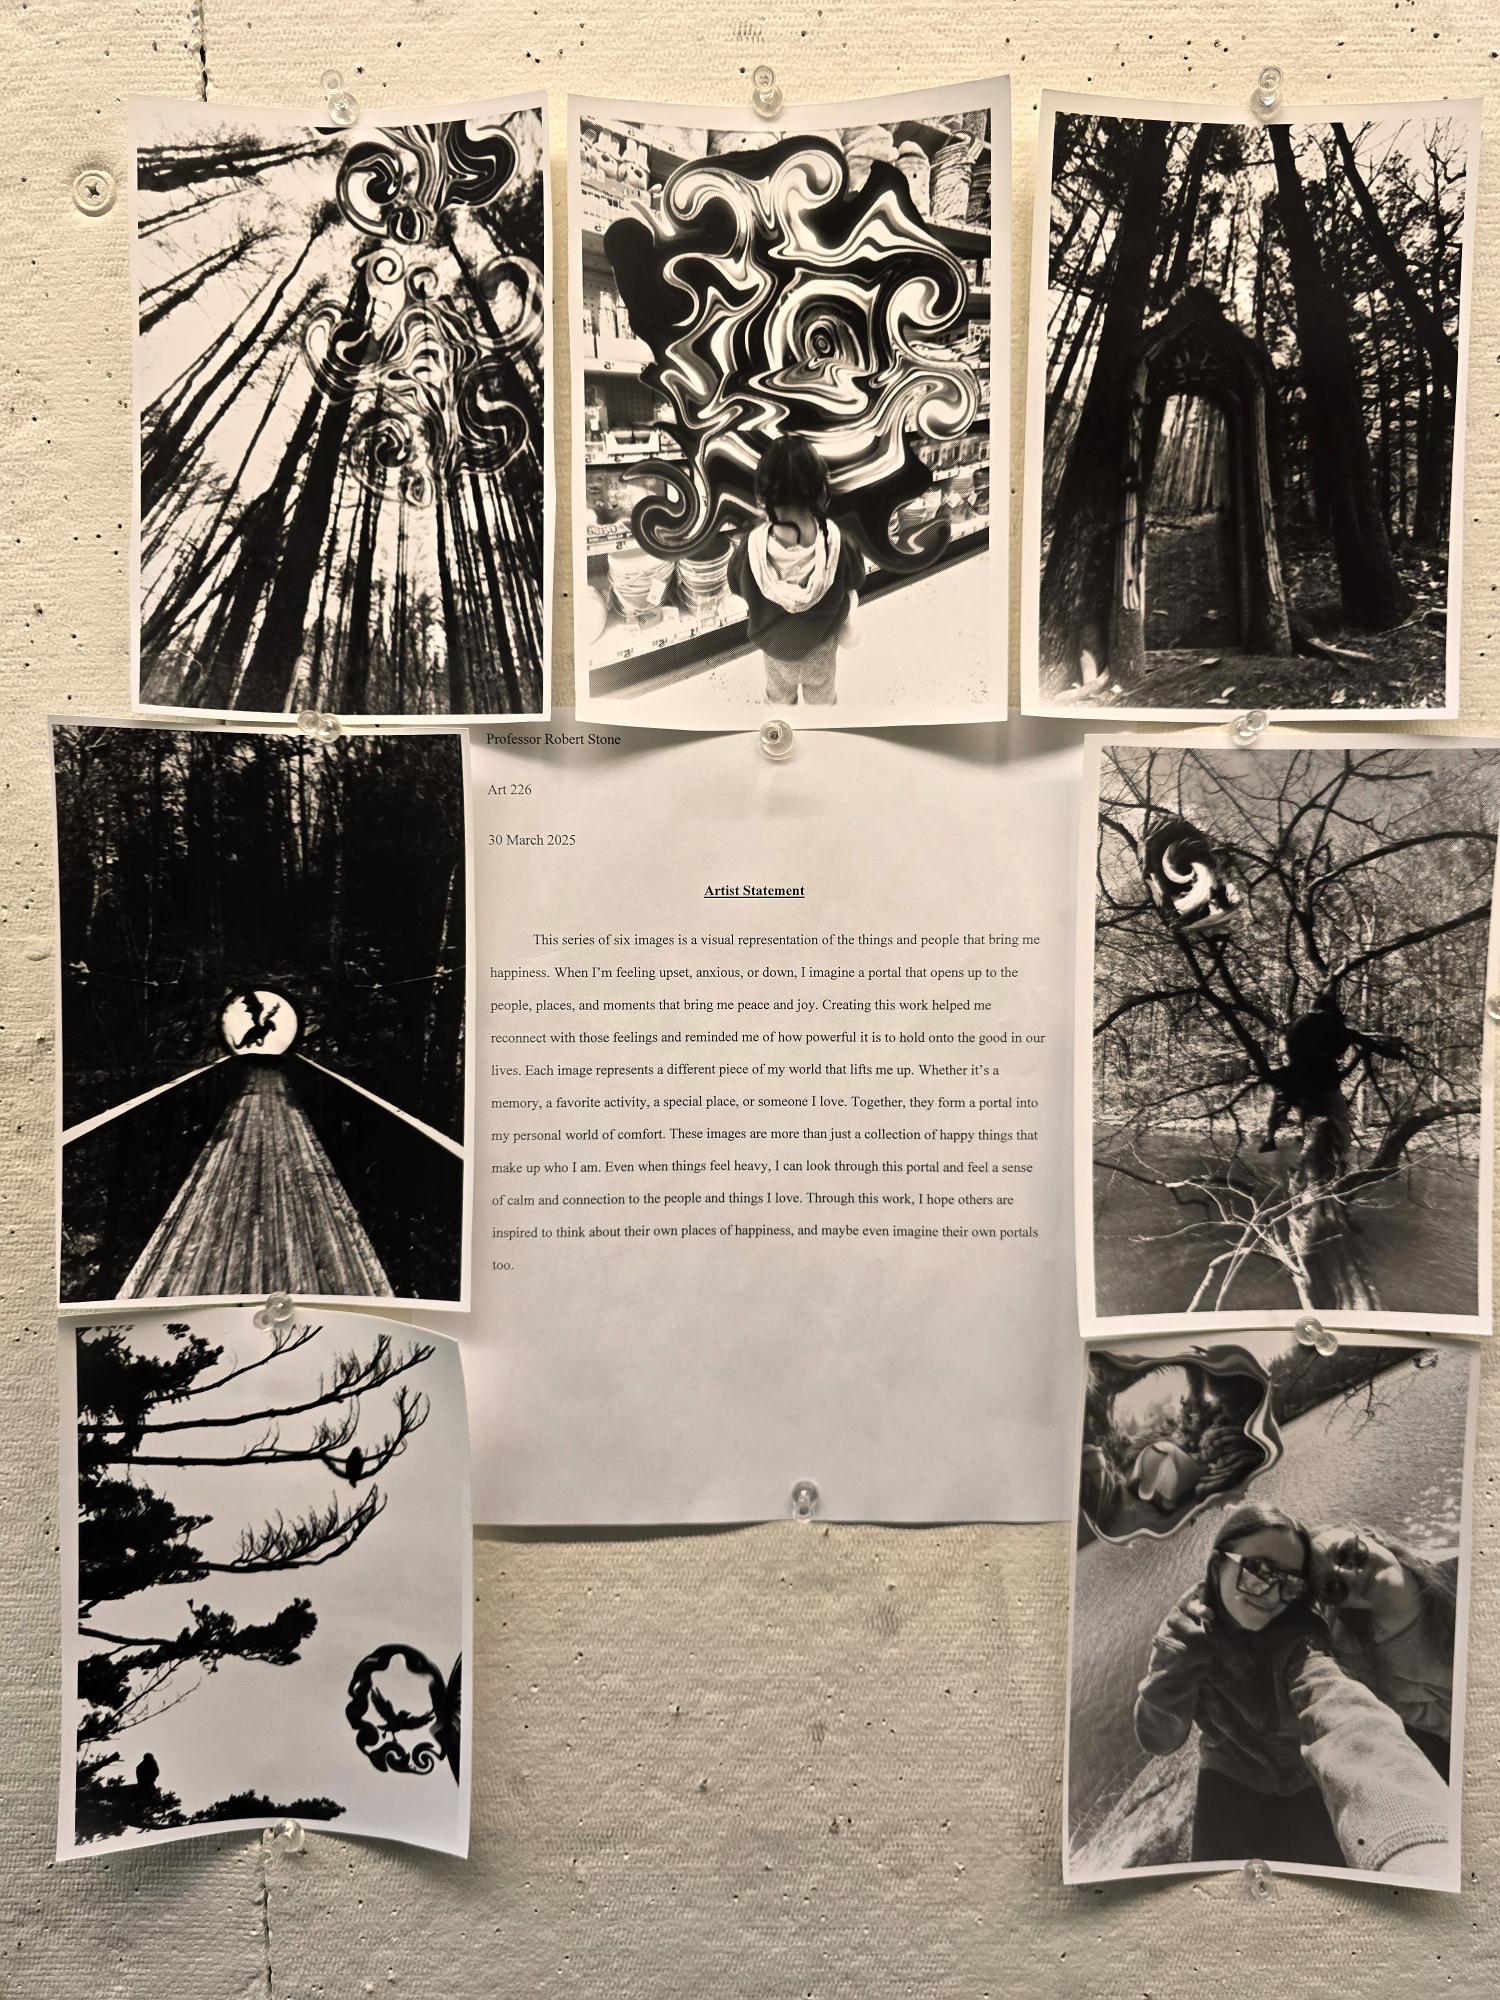 Professor Robert Stone
Art 226
30 March 2025
Artist Statement
This series of six images is a visual representation of the things and people that bring me
happiness. When I'm feeling upset, anxious, or down, I imagine a portal that opens up to the
people, places, and moments that bring me peace and joy. Creating this work helped me
reconnect with those feelings and reminded me of how powerful it is to hold onto the good in our
lives. Each image represents a different piece of my world that lifts me up. Whether it's a
memory, a favorite activity, a special place, or someone I love. Together, they form a portal into
my personal world of comfort. These images are more than just a collection of happy things that
make up who I am. Even when things feel heavy, I can look through this portal and feel a sense
of calm and connection to the people and things I love. Through this work, I hope others are
inspired to think about their own places of happiness, and maybe even imagine their own portals
too.